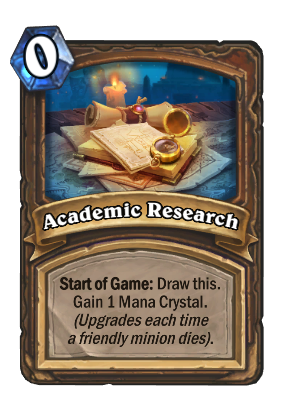 0
Academic Research
Start of Game: Draw this.
Gain 1 Mana Crystal.
(Upgrades each time
a friendly minion dies).